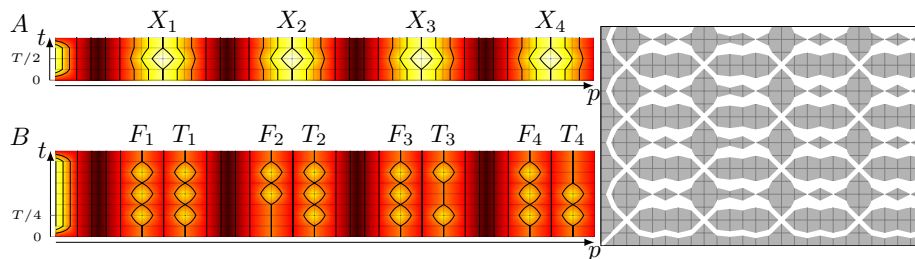 A X₁ X₂ X₃ X₄
t
T/2
0
p
B F₁ T₁ F₂ T₂ F₃ T₃ F₄ T₄
t
T/4
0
p